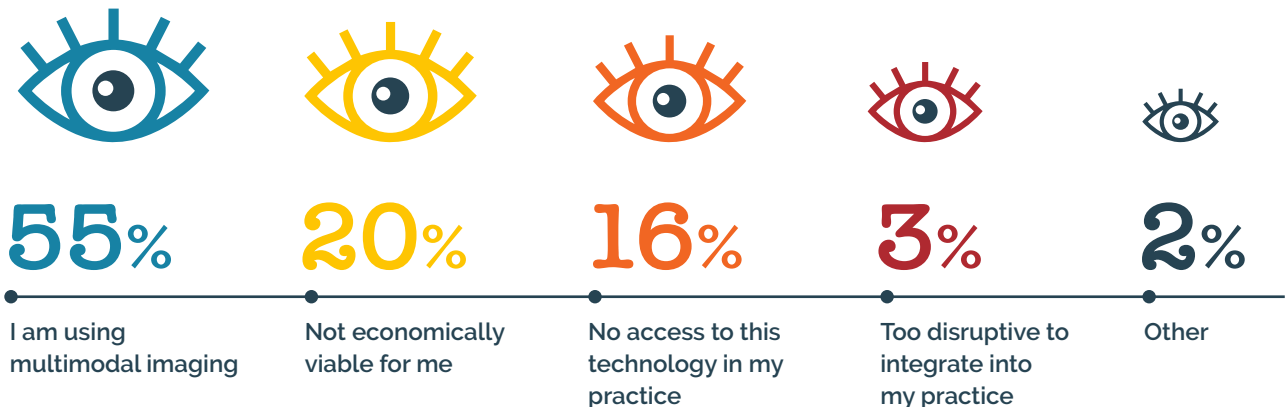 55%
20%
16%
3%
2%
I am using
multimodal imaging
Not economically
viable for me
No access to this
technology in my
practice
Too disruptive to
integrate into
my practice
Other